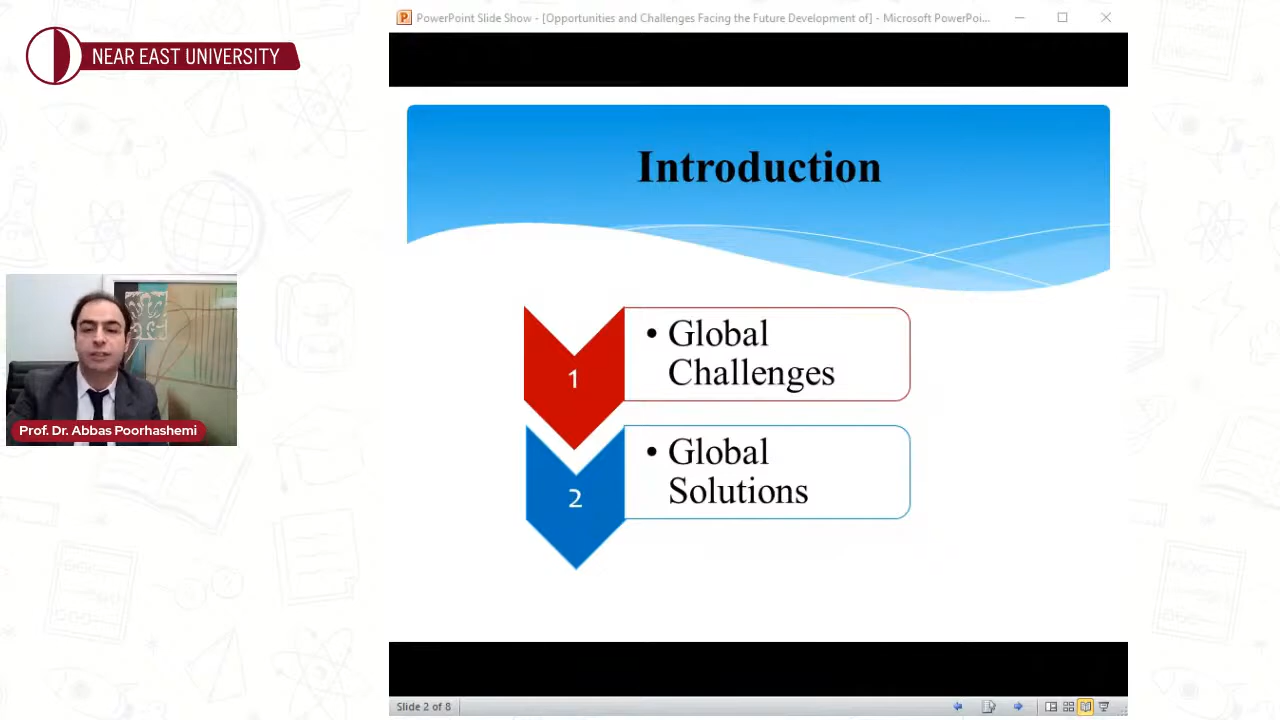 PowerPoint Slide Show - [Opportunities and Challenges Facing the Future Development of] - Microsoft PowerPoi...
NEAR EAST UNIVERSITY
Introduction
1
• Global
Challenges
2
• Global
Solutions
Prof. Dr. Abbas Poorhashemi
Slide 2 of 8